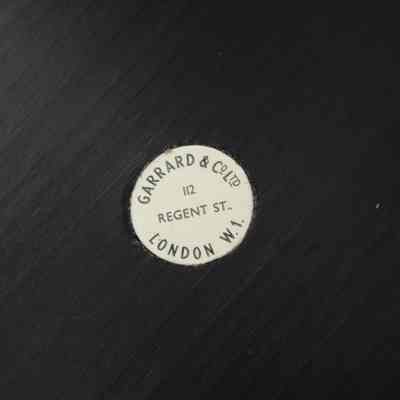 GARRARD & Co LTD
112
REGENT ST.,
LONDON W.1.